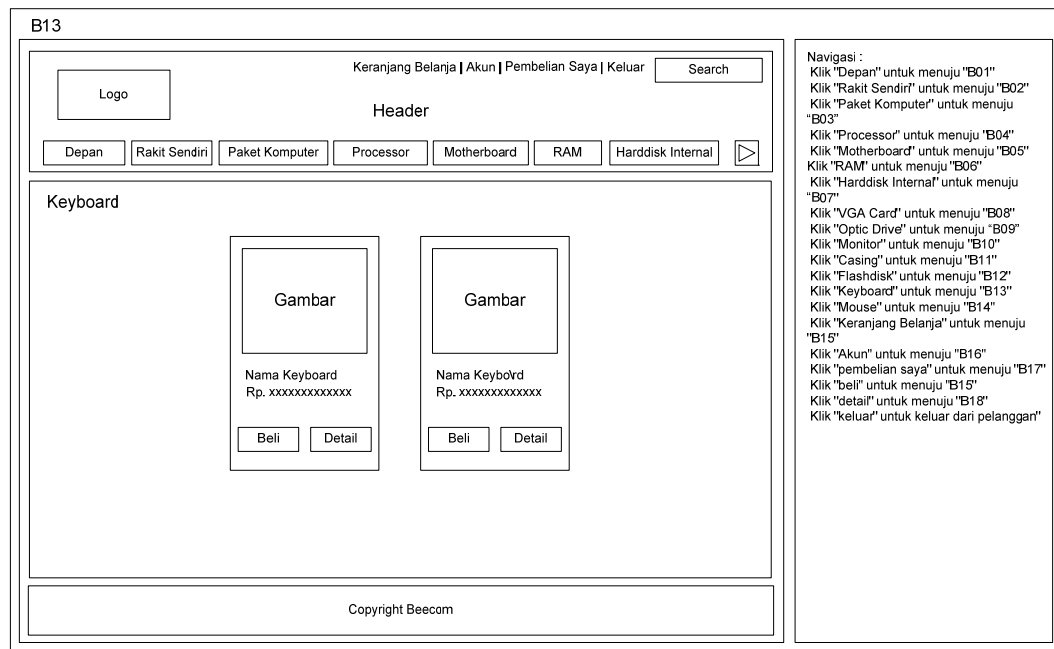 B13
Keranjang Belanja | Akun | Pembelian Saya | Keluar
Search
Logo
Header
Depan
Rakit Sendiri
Paket Komputer
Processor
Motherboard
RAM
Harddisk Internal
Keyboard
Gambar
Gambar
Nama Keyboard
Rp. xxxxxxxxxxxxx
Nama Keyboard
Rp. xxxxxxxxxxxxx
Beli
Detail
Beli
Detail
Copyright Beecom
Navigasi :
Klik "Depan" untuk menuju "B01"
Klik "Rakit Sendiri" untuk menuju "B02"
Klik "Paket Komputer" untuk menuju
“B03”
Klik "Processor" untuk menuju "B04"
Klik "Motherboard" untuk menuju "B05"
Klik "RAM" untuk menuju "B06"
Klik "Harddisk Internal" untuk menuju
“B07”
Klik "VGA Card" untuk menuju "B08"
Klik "Optic Drive" untuk menuju “B09”
Klik "Monitor" untuk menuju "B10"
Klik "Casing" untuk menuju "B11"
Klik "Flashdisk" untuk menuju "B12"
Klik "Keyboard" untuk menuju "B13"
Klik "Mouse" untuk menuju "B14"
Klik "Keranjang Belanja" untuk menuju
"B15"
Klik "Akun" untuk menuju "B16"
Klik "pembelian saya" untuk menuju "B17"
Klik "beli" untuk menuju "B15"
Klik "detail" untuk menuju "B18"
Klik "keluar" untuk keluar dari pelanggan"